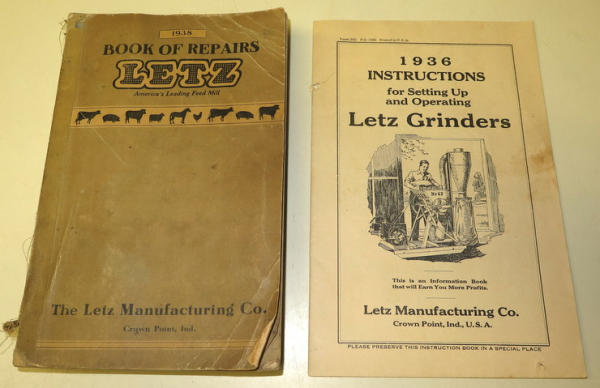 1938
BOOK OF REPAIRS
LETZ
America's Leading Feed Mill
The Letz Manufacturing Co.
Crown Point, Ind.
1936
INSTRUCTIONS
for Setting Up
and Operating
Letz Grinders
This is an Information Book
that will Earn You More Profits.
Letz Manufacturing Co.
Crown Point, Ind., U. S. A.
PLEASE PRESERVE THIS INSTRUCTION BOOK IN A SPECIAL PLACE